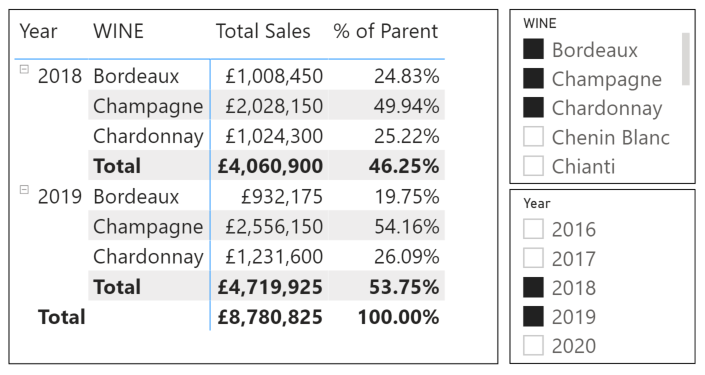 Year WINE Total Sales % of Parent
2018 Bordeaux £1,008,450 24.83%
Champagne £2,028,150 49.94%
Chardonnay £1,024,300 25.22%
Total £4,060,900 46.25%
2019 Bordeaux £932,175 19.75%
Champagne £2,556,150 54.16%
Chardonnay £1,231,600 26.09%
Total £4,719,925 53.75%
Total £8,780,825 100.00%
WINE
Bordeaux
Champagne
Chardonnay
Chenin Blanc
Chianti
Year
2016
2017
2018
2019
2020